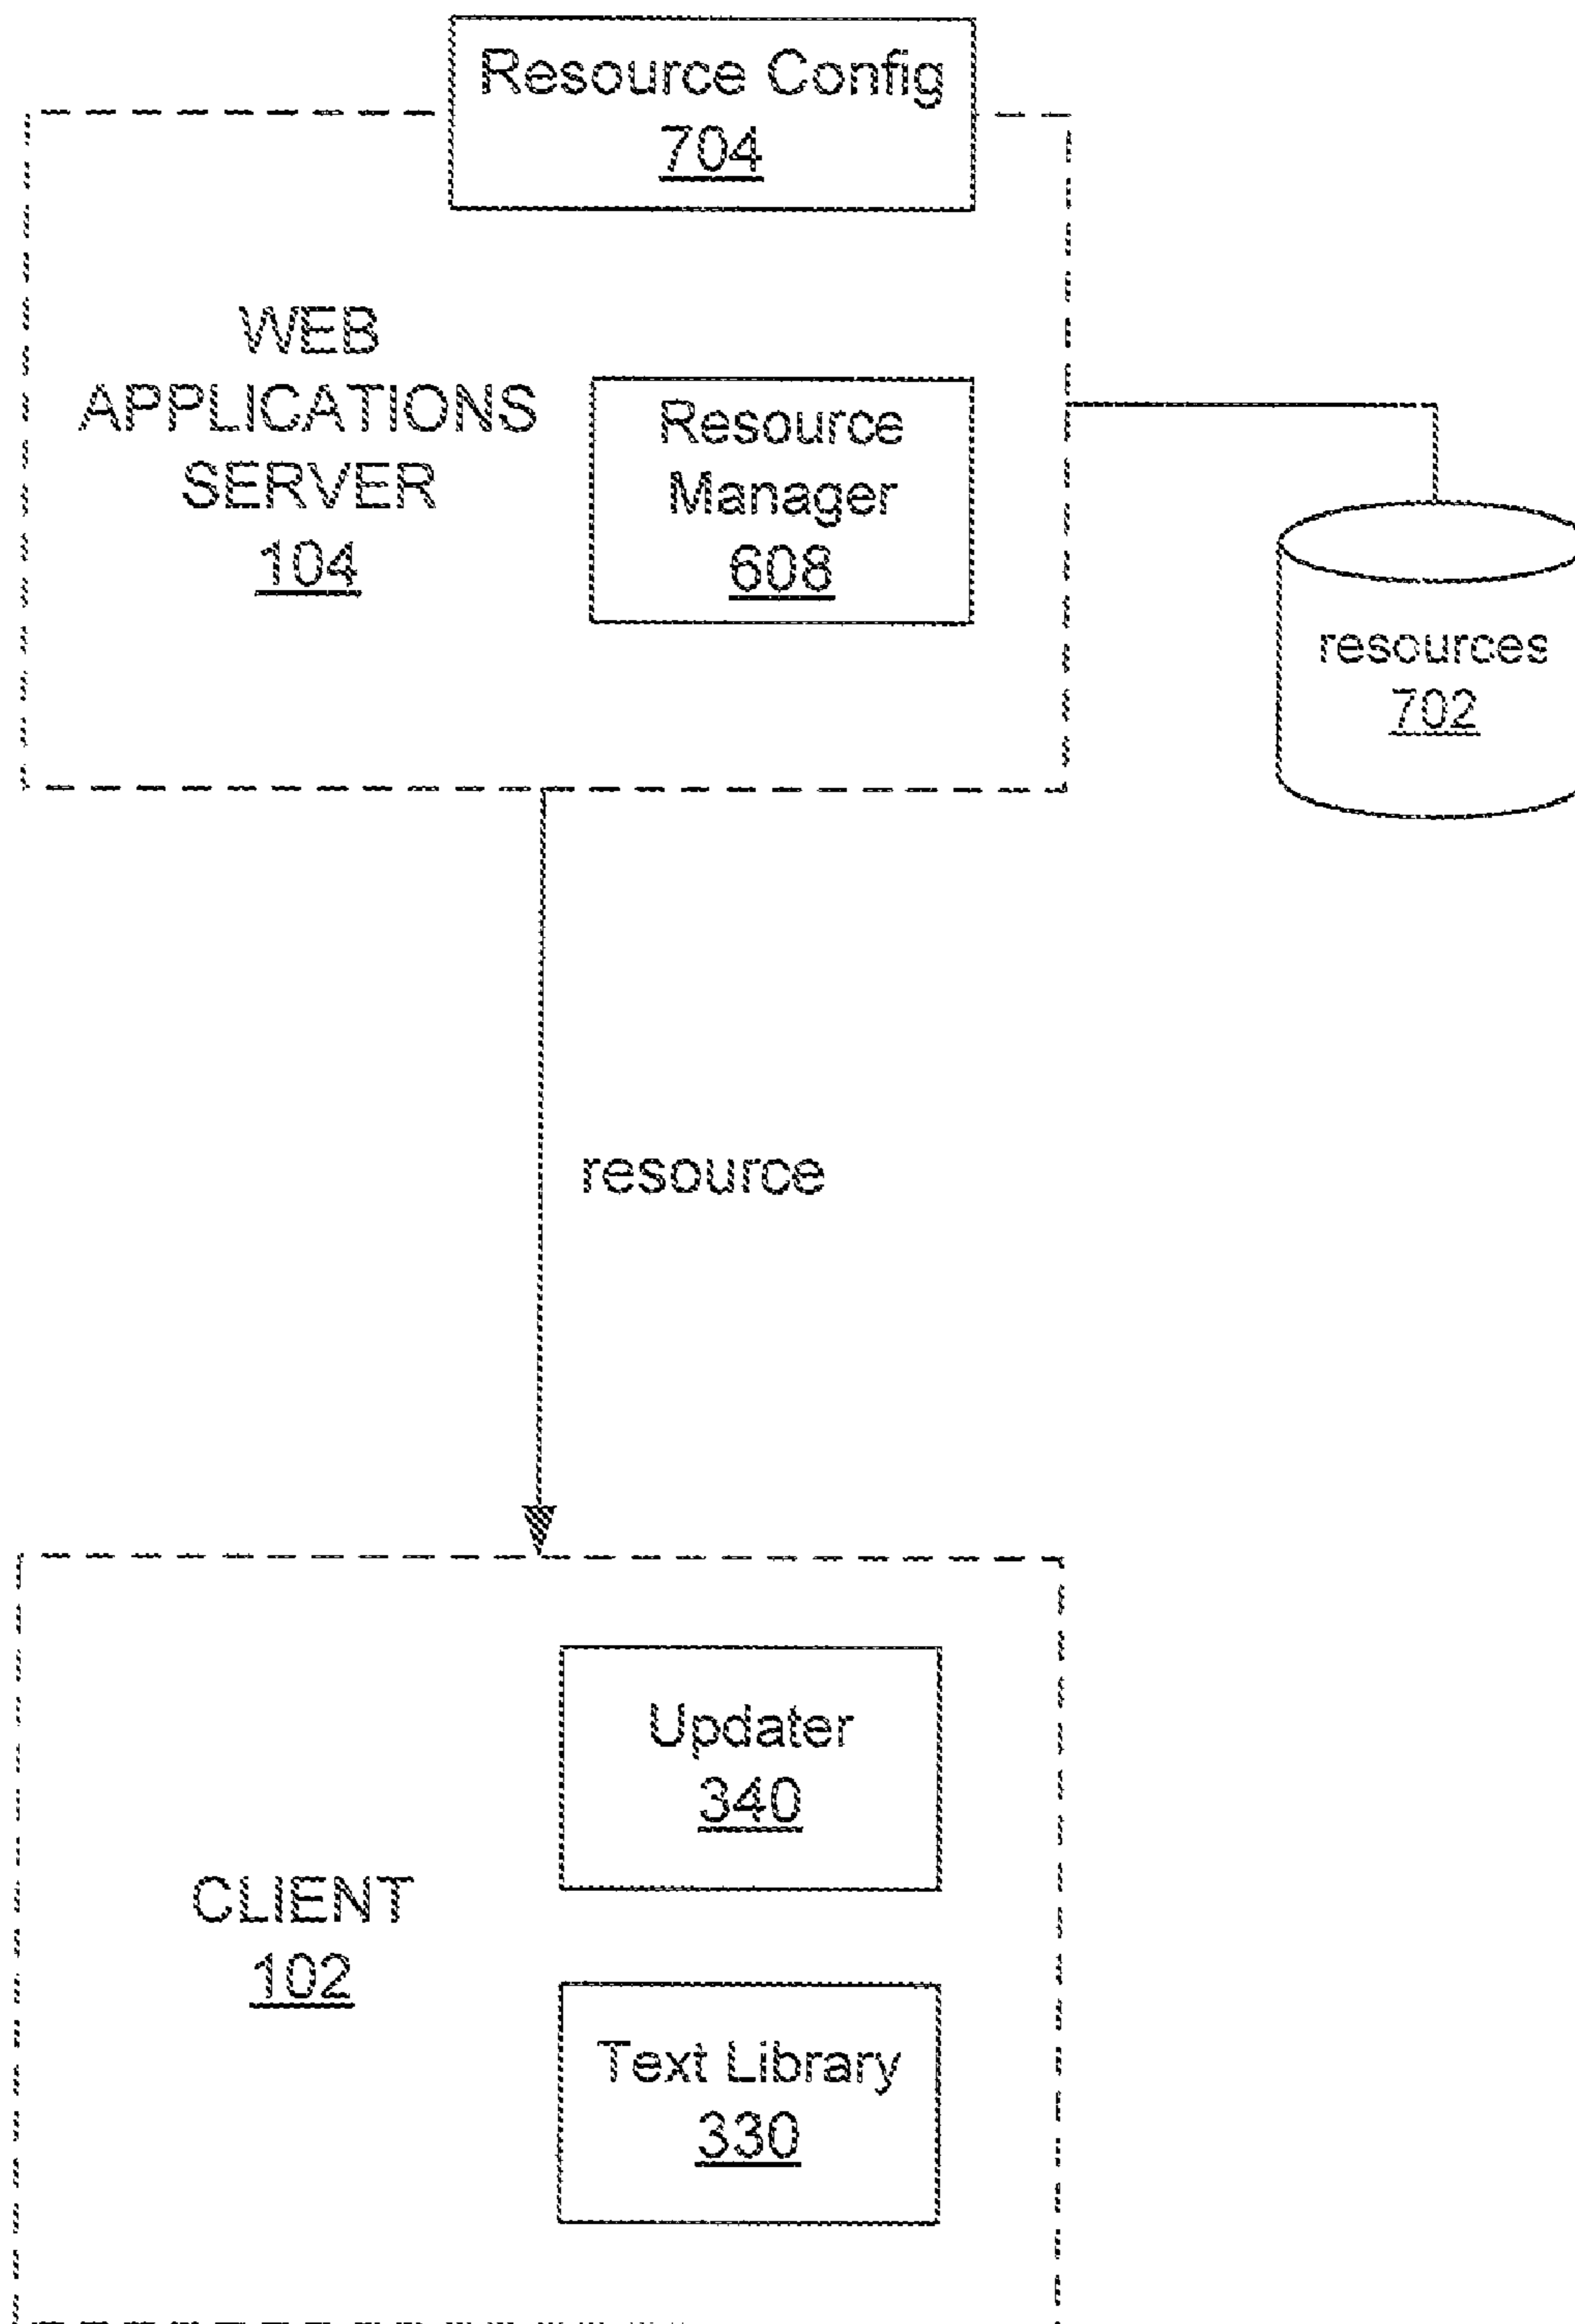 Resource Config
704
WEB
APPLICATIONS
SERVER
104
Resource
Manager
608
resources
702
resource
Updater
340
CLIENT
102
Text Library
330